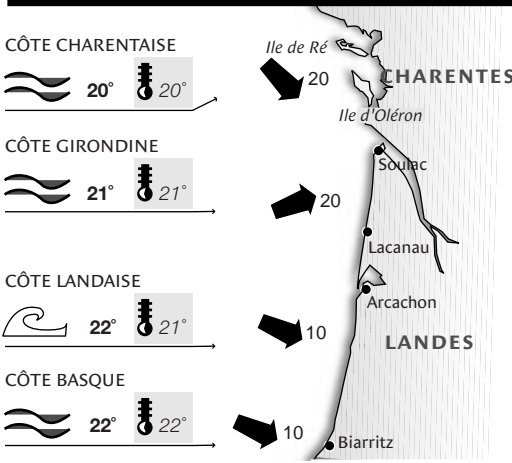 CÔTE CHARENTAISE
20° 20°
20
CÔTE GIRONDINE
21° 21°
20
CÔTE LANDAISE
22° 21°
10
CÔTE BASQUE
22° 22°
10
Ile de Ré
CHARENTES
Ile d'Oléron
Soulac
Lacanau
Arcachon
LANDES
Biarritz